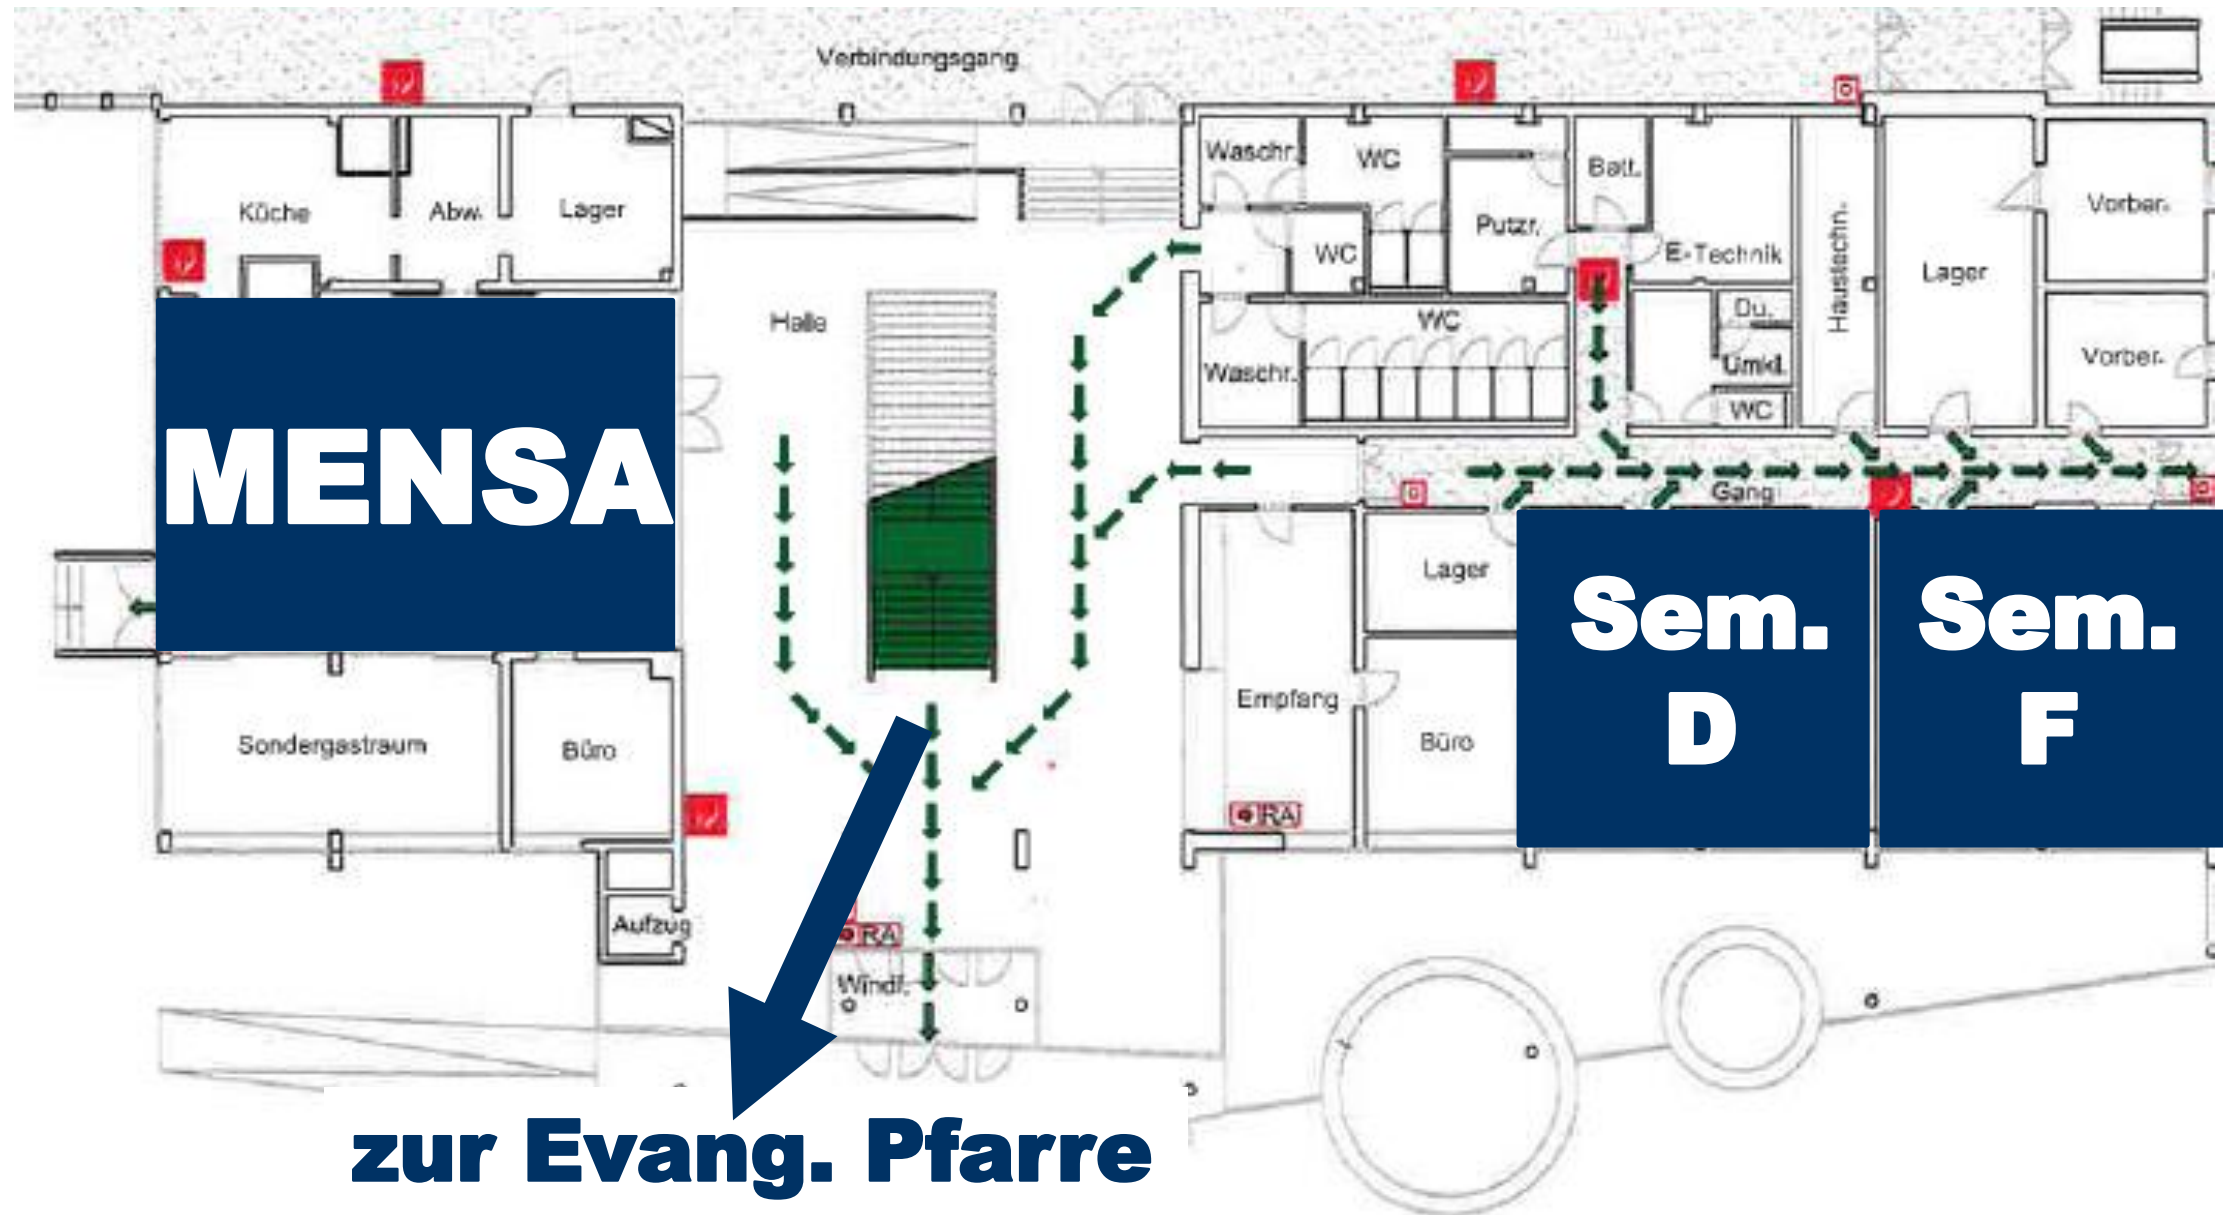 Verbindungsgang
Waschr.
WC
Batt.
Küche
Abw.
Lager
Putzr.
WC
E-Technik
Haustechn.
Lager
Vorber.
Halle
WC
Du.
Waschr.
Umkl.
Vorber.
WC
MENSA
Gang
Lager
Sem.
D
Sem.
F
Empfang
Sondergastraum
Büro
Büro
RA
Aufzug
RA
Windf.
zur Evang. Pfarre